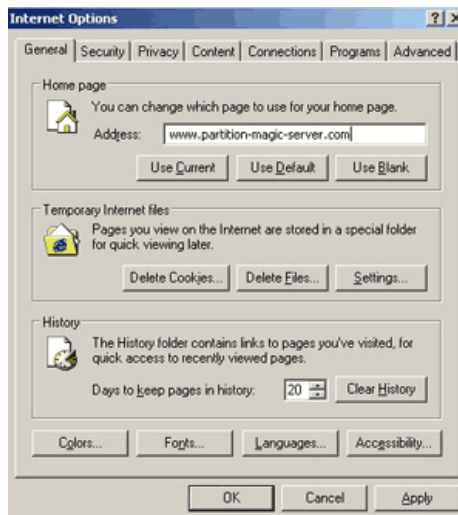 Internet Options
General Security Privacy Content Connections Programs Advanced
Home page
You can change which page to use for your home page.
Address: www.partition-magic-server.com
Use Current Use Default Use Blank
Temporary Internet files
Pages you view on the Internet are stored in a special folder
for quick viewing later.
Delete Cookies... Delete Files... Settings...
History
The History folder contains links to pages you've visited, for
quick access to recently viewed pages.
Days to keep pages in history: 20 Clear History
Colors... Fonts... Languages... Accessibility...
OK Cancel Apply